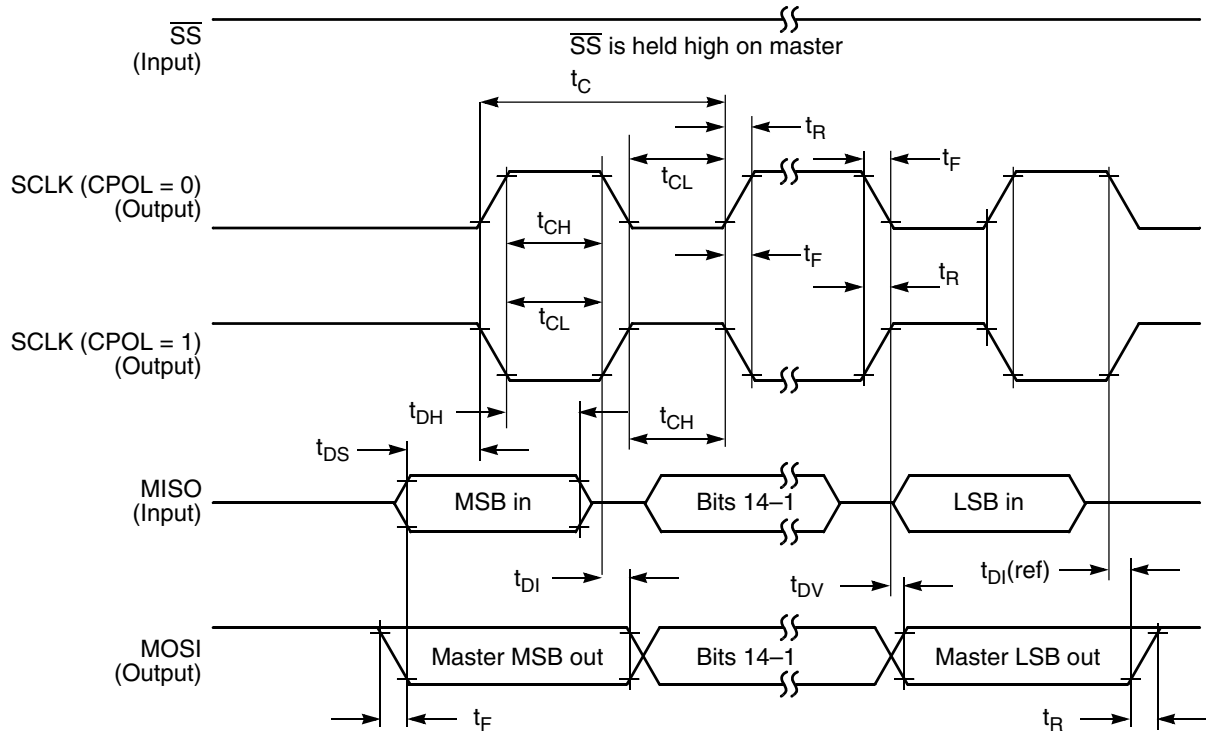 SS
(Input)
SS is held high on master
tC
tR
tF
tCL
SCLK (CPOL = 0)
(Output)
tCH
tF
tR
tCL
SCLK (CPOL = 1)
(Output)
tDH
tCH
tDS
MISO
(Input)
MSB in
Bits 14–1
LSB in
tDI
tDV
tDI(ref)
MOSI
(Output)
Master MSB out
Bits 14–1
Master LSB out
tF
tR